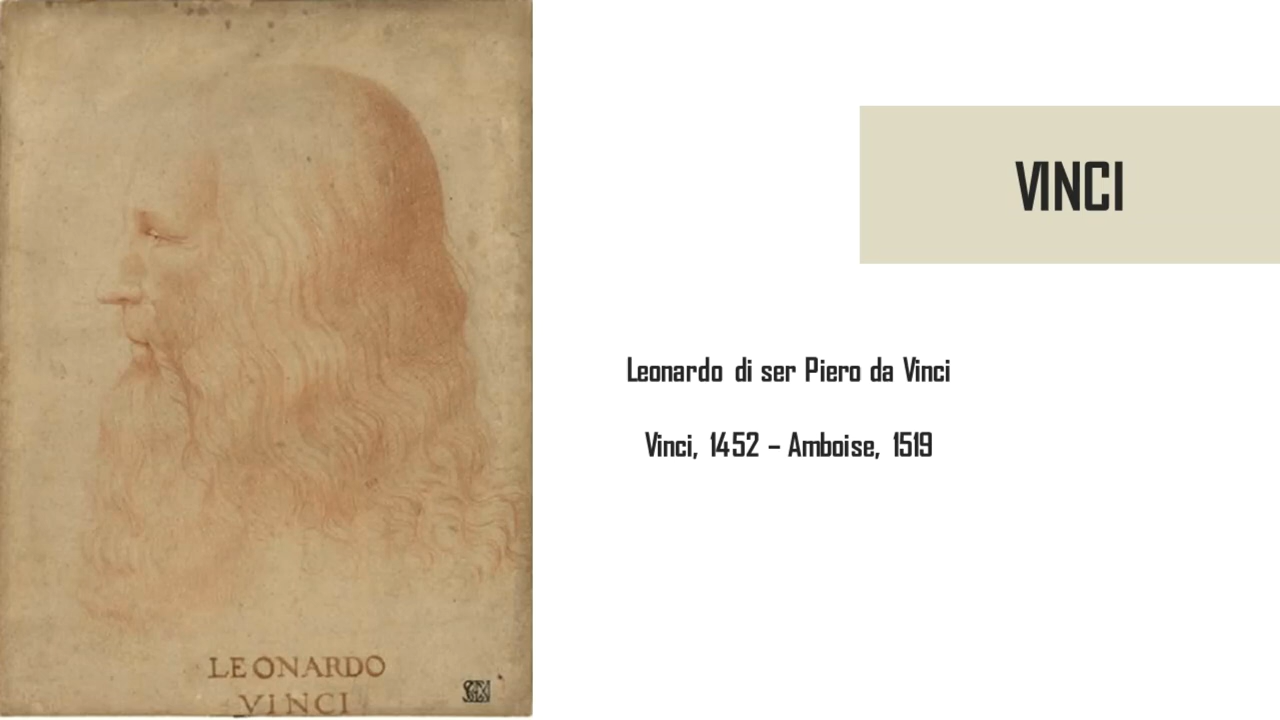 VINCI
Leonardo di ser Piero da Vinci
Vinci, 1452 – Amboise, 1519
LEONARDO
VINCI